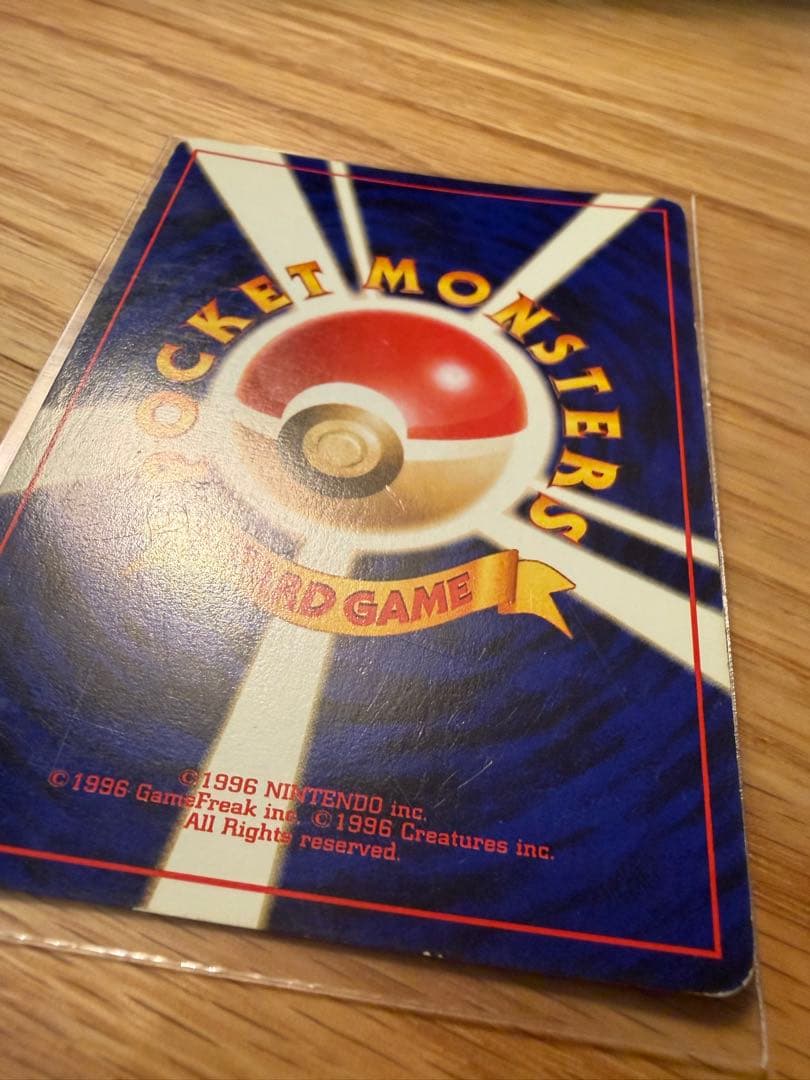 POCKET MONSTERS
CARD GAME
©1996 NINTENDO inc.
©1996 GameFreak inc. ©1996 Creatures inc.
All Rights reserved.